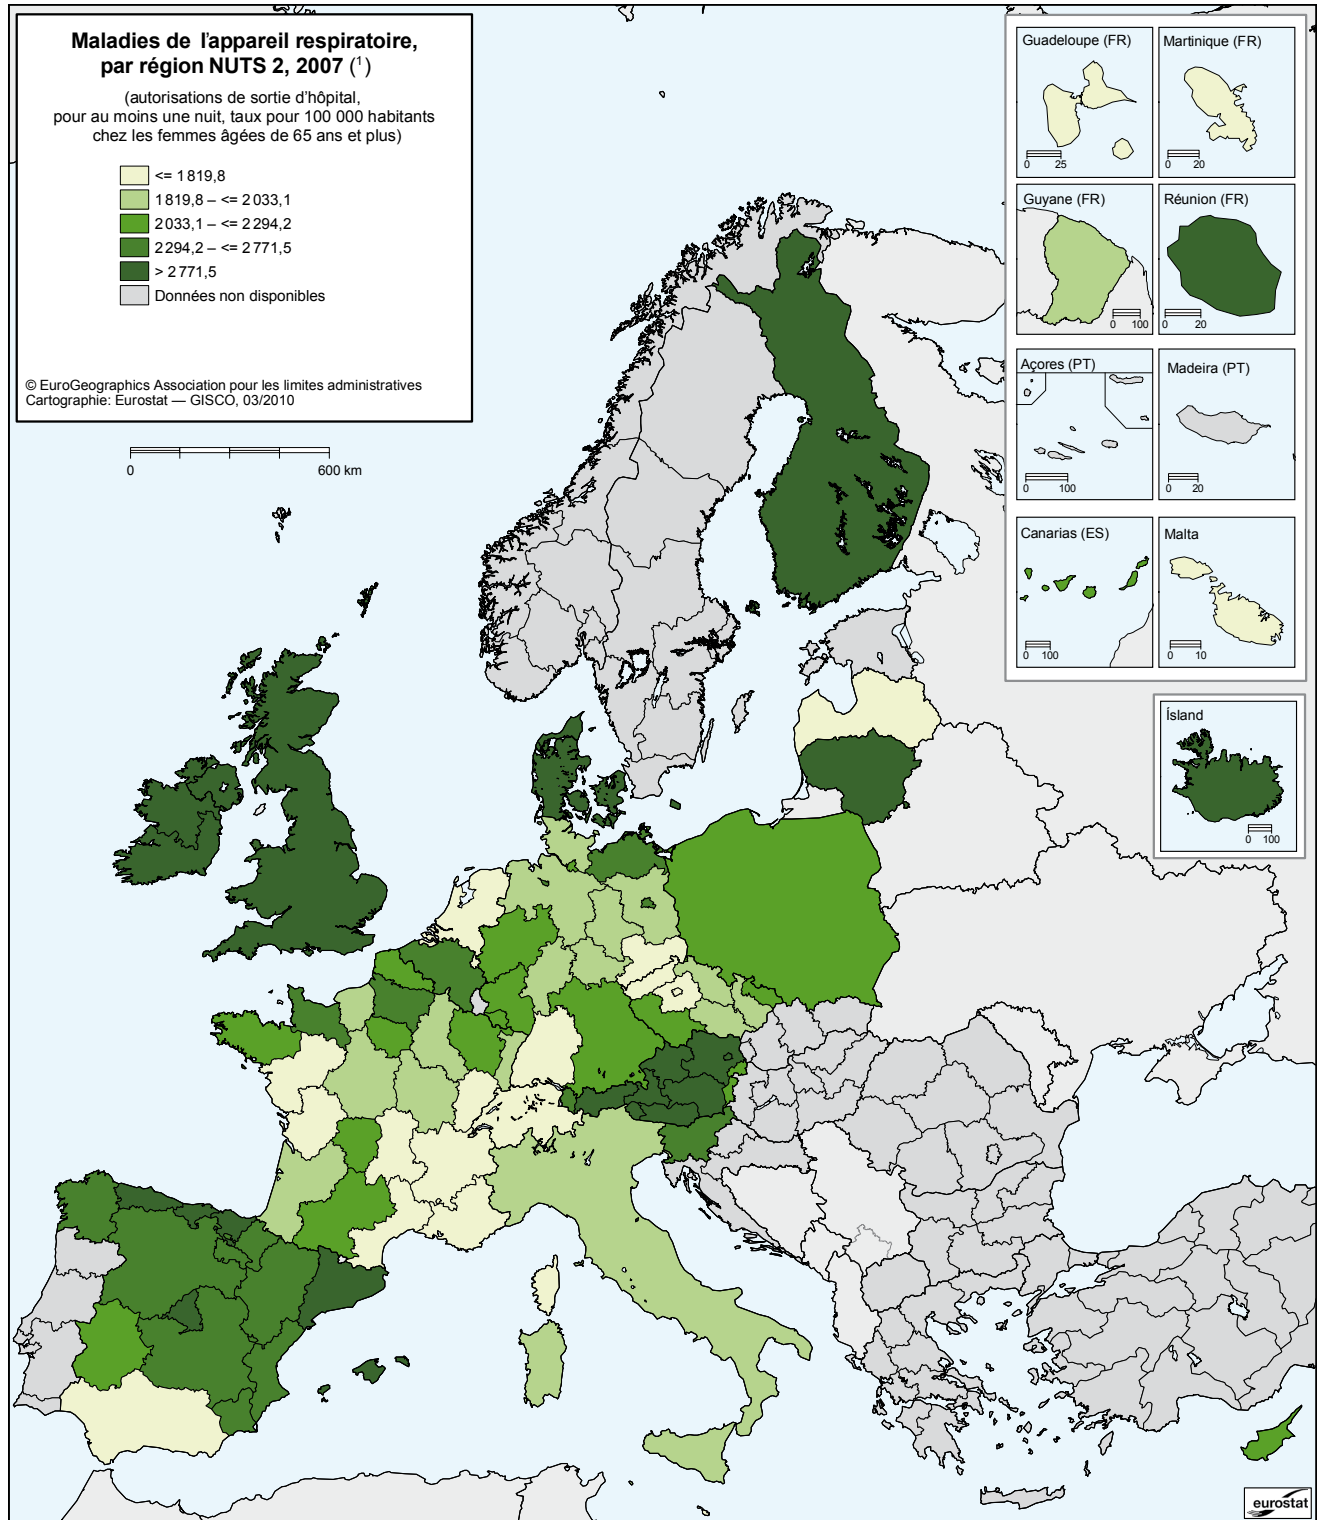 Maladies de l'appareil respiratoire,
par région NUTS 2, 2007 (¹)
(autorisations de sortie d'hôpital,
pour au moins une nuit, taux pour 100 000 habitants
chez les femmes âgées de 65 ans et plus)
<= 1 819,8
1 819,8 – <= 2 033,1
2 033,1 – <= 2 294,2
2 294,2 – <= 2 771,5
> 2 771,5
Données non disponibles
© EuroGeographics Association pour les limites administratives
Cartographie: Eurostat — GISCO, 03/2010
0 600 km
Guadeloupe (FR)
0 25
Martinique (FR)
0 20
Guyane (FR)
0 100
Réunion (FR)
0 20
Açores (PT)
0 100
Madeira (PT)
0 20
Canarias (ES)
0 100
Malta
0 10
Ísland
0 100
eurostat